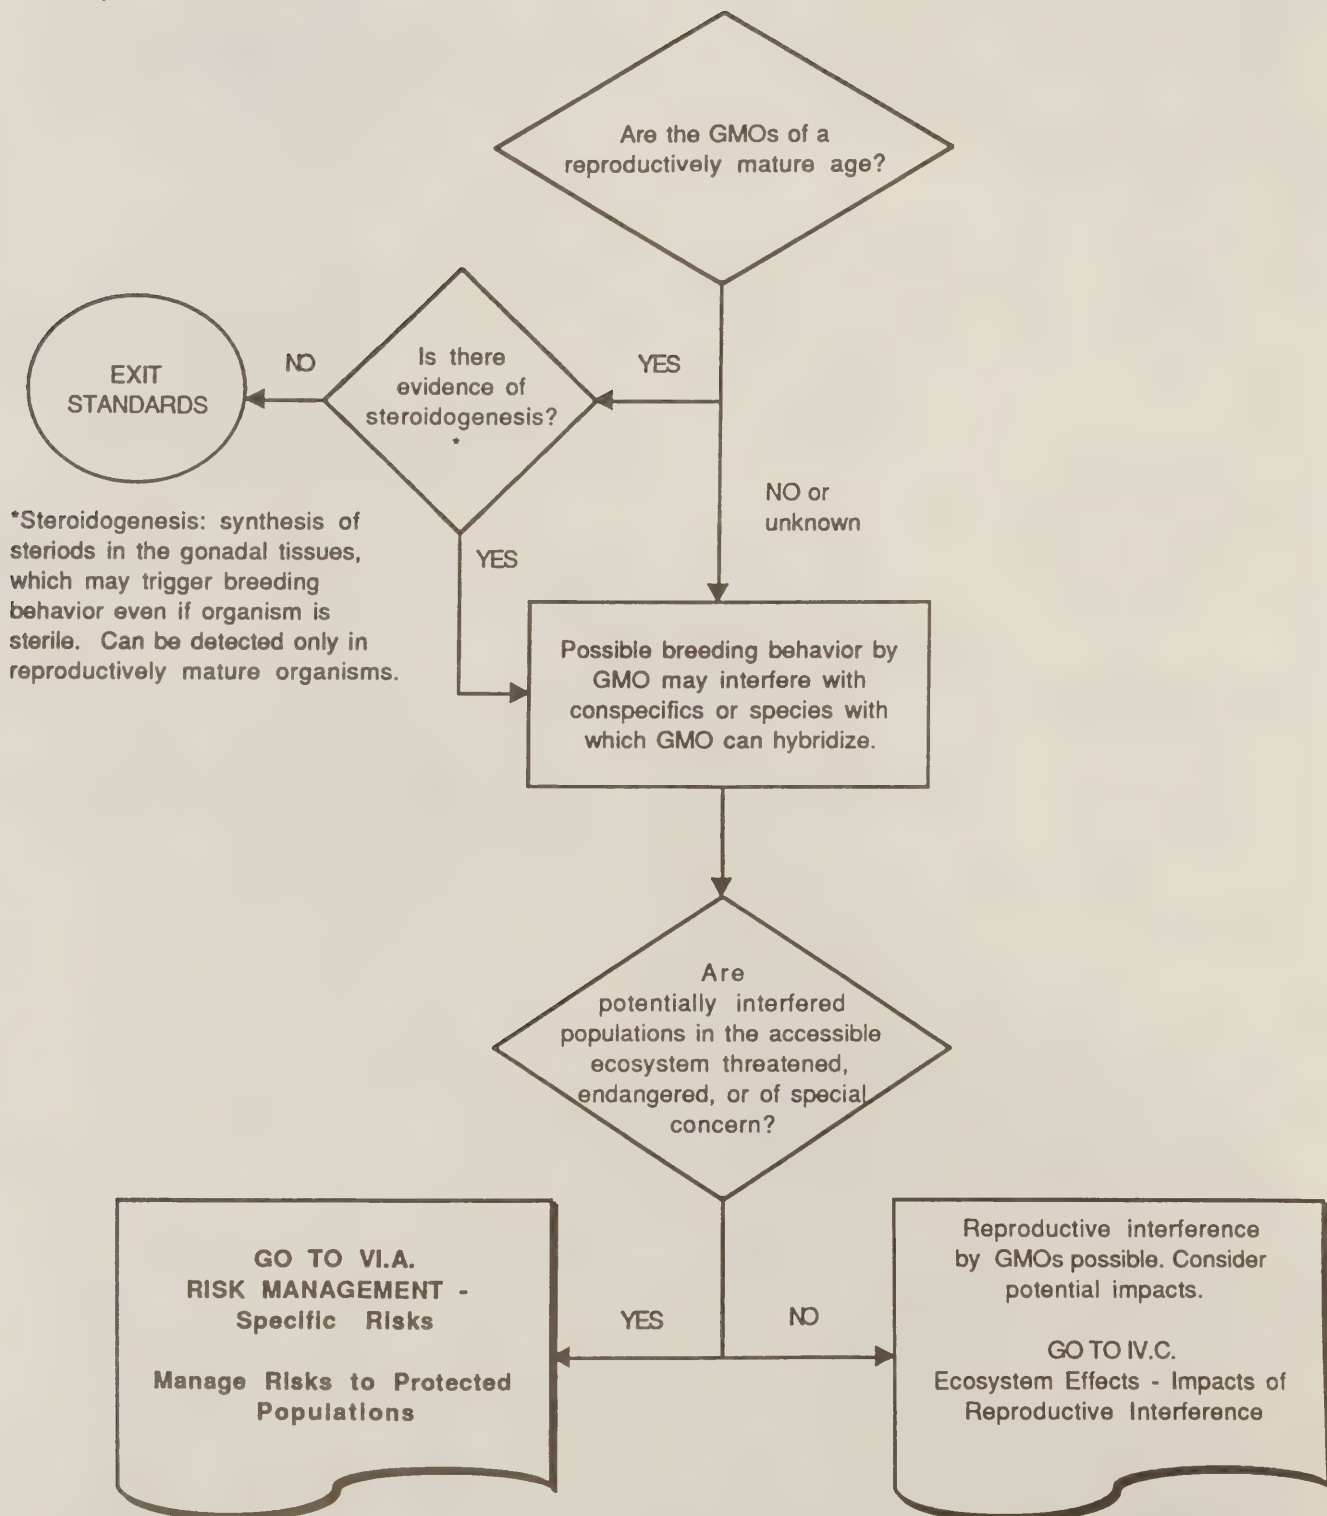 Are the GMOs of a
reproductively mature age?
EXIT
STANDARDS
NO
Is there
evidence of
steroidogenesis?
*
YES
NO or
unknown
*Steroidogenesis: synthesis of
steriods in the gonadal tissues,
which may trigger breeding
behavior even if organism is
sterile. Can be detected only in
reproductively mature organisms.
YES
Possible breeding behavior by
GMO may interfere with
conspecifics or species with
which GMO can hybridize.
Are
potentially interfered
populations in the accessible
ecosystem threatened,
endangered, or of special
concern?
GO TO VI.A.
RISK MANAGEMENT -
Specific Risks
Manage Risks to Protected
Populations
YES
NO
Reproductive interference
by GMOs possible. Consider
potential impacts.
GO TO IV.C.
Ecosystem Effects - Impacts of
Reproductive Interference